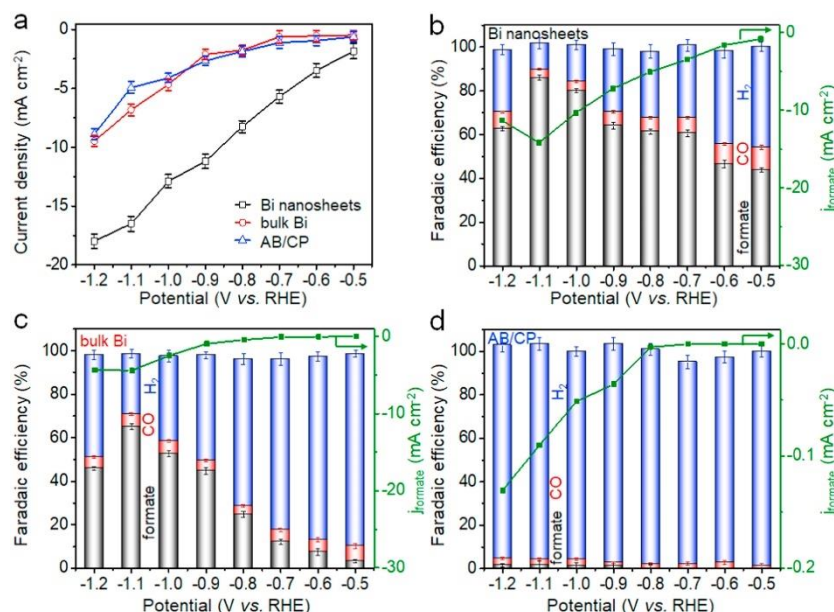 a
Current density (mA cm⁻²)
0
-5
-10
-15
-20
Bi nanosheets
bulk Bi
AB/CP
-1.2 -1.1 -1.0 -0.9 -0.8 -0.7 -0.6 -0.5
Potential (V vs. RHE)
b
Bi nanosheets
Faradaic efficiency (%)
100
80
60
40
20
0
H₂
CO
formate
0
-10
-20
-30
jformate (mA cm⁻²)
-1.2 -1.1 -1.0 -0.9 -0.8 -0.7 -0.6 -0.5
Potential (V vs. RHE)
c
bulk Bi
Faradaic efficiency (%)
100
80
60
40
20
0
H₂
CO
formate
0
-10
-20
-30
jformate (mA cm⁻²)
-1.2 -1.1 -1.0 -0.9 -0.8 -0.7 -0.6 -0.5
Potential (V vs. RHE)
d
AB/CP
Faradaic efficiency (%)
100
80
60
40
20
0
H₂
CO
formate
0.0
-0.1
-0.2
jformate (mA cm⁻²)
-1.2 -1.1 -1.0 -0.9 -0.8 -0.7 -0.6 -0.5
Potential (V vs. RHE)